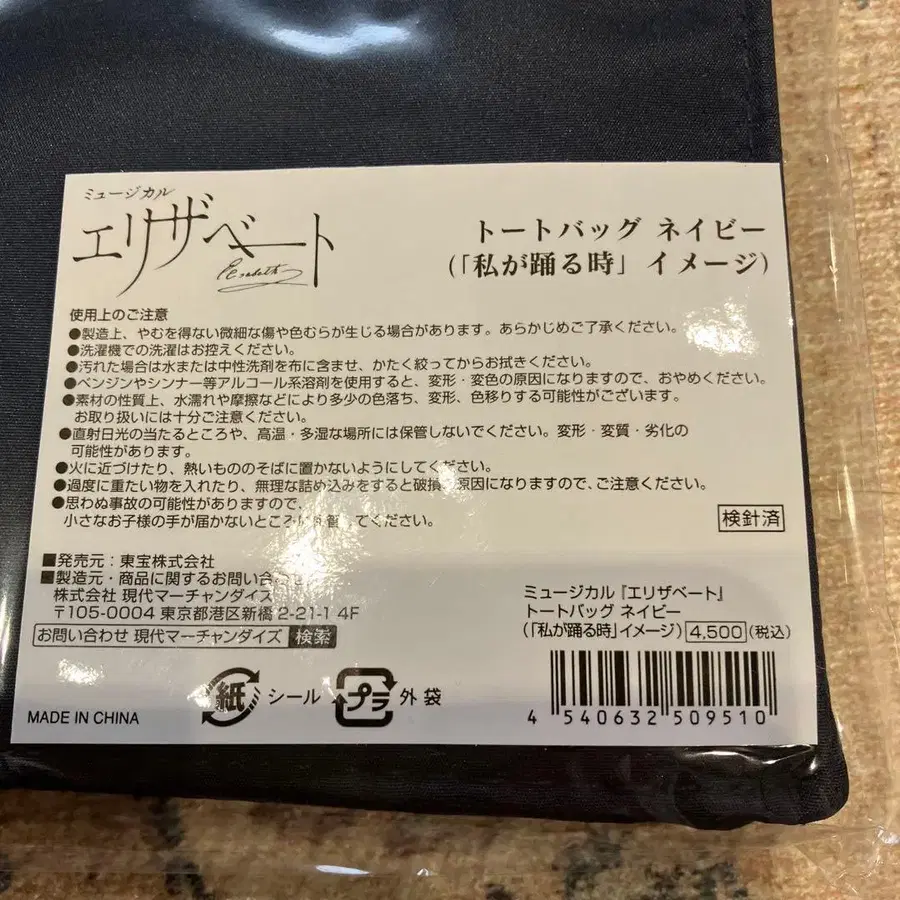 ミュージカル
エリザベート
Elisabeth
トートバッグ ネイビー
(「私が踊る時」イメージ)
使用上のご注意
●製造上、やむを得ない微細な傷や色むらが生じる場合があります。あらかじめご了承ください。
●洗濯機での洗濯はお控えください。
●汚れた場合は水または中性洗剤を布に含ませ、かたく絞ってからお拭きください。
●ベンジンやシンナー等アルコール系溶剤を使用すると、変形・変色の原因になりますので、おやめください。
●素材の性質上、水濡れや摩擦などにより多少の色落ち、変形、色移りする可能性がございます。
お取り扱いには十分ご注意ください。
●直射日光の当たるところや、高温・多湿な場所には保管しないでください。変形・変質・劣化の
可能性があります。
●火に近づけたり、熱いもののそばに置かないようにしてください。
●過度に重たい物を入れたり、無理な詰め込みをすると破損の原因になりますので、ご注意ください。
●思わぬ事故の可能性がありますので、
小さなお子様の手が届かないところに保管してください。
検針済
■発売元：東宝株式会社
■製造元・商品に関するお問い合わせ
株式会社 現代マーチャンダイズ
〒105-0004 東京都港区新橋 2-21-1 4F
お問い合わせ 現代マーチャンダイズ 検索
ミュージカル『エリザベート』
トートバッグ ネイビー
(「私が踊る時」イメージ) 4,500 (税込)
紙 シール プラ 外袋
MADE IN CHINA
4 540632 509510